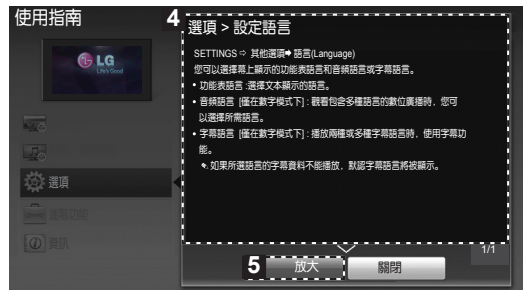 使用指南
4
選項 > 設定語言
LG
Life's Good
SETTINGS ⇨ 其他選項➡ 語言(Language)
您可以選擇幕上顯示的功能表語言和音頻語言或字幕語言。
• 功能表語言 :選擇文本顯示的語言。
• 音頻語言 [僅在數字模式下] : 觀看包含多種語言的數位廣播時，您可
以選擇所需語言。
• 字幕語言 [僅在數字模式下] : 播放兩種或多種字幕語言時，使用字幕功
能。
✎ 如果所選語言的字幕資料不能播放，默認字幕語言將被顯示。
選項
進階功能
資訊
1/1
5
放大
關閉